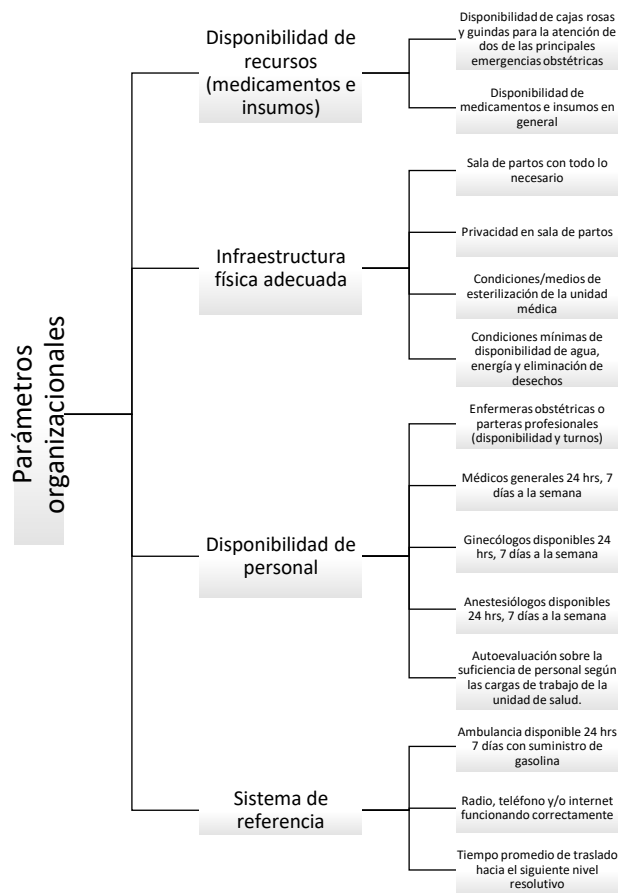 Parámetros
organizacionales
Disponibilidad de
recursos
(medicamentos e
insumos)
Disponibilidad de cajas rosas
y guindas para la atención de
dos de las principales
emergencias obstétricas
Disponibilidad de
medicamentos e insumos en
general
Infraestructura
física adecuada
Sala de partos con todo lo
necesario
Privacidad en sala de partos
Condiciones/medios de
esterilización de la unidad
médica
Condiciones mínimas de
disponibilidad de agua,
energía y eliminación de
desechos
Disponibilidad de
personal
Enfermeras obstétricas o
parteras profesionales
(disponibilidad y turnos)
Médicos generales 24 hrs, 7
días a la semana
Ginecólogos disponibles 24
hrs, 7 días a la semana
Anestesiólogos disponibles
24 hrs, 7 días a la semana
Autoevaluación sobre la
suficiencia de personal según
las cargas de trabajo de la
unidad de salud.
Sistema de
referencia
Ambulancia disponible 24 hrs
7 días con suministro de
gasolina
Radio, teléfono y/o internet
funcionando correctamente
Tiempo promedio de traslado
hacia el siguiente nivel
resolutivo